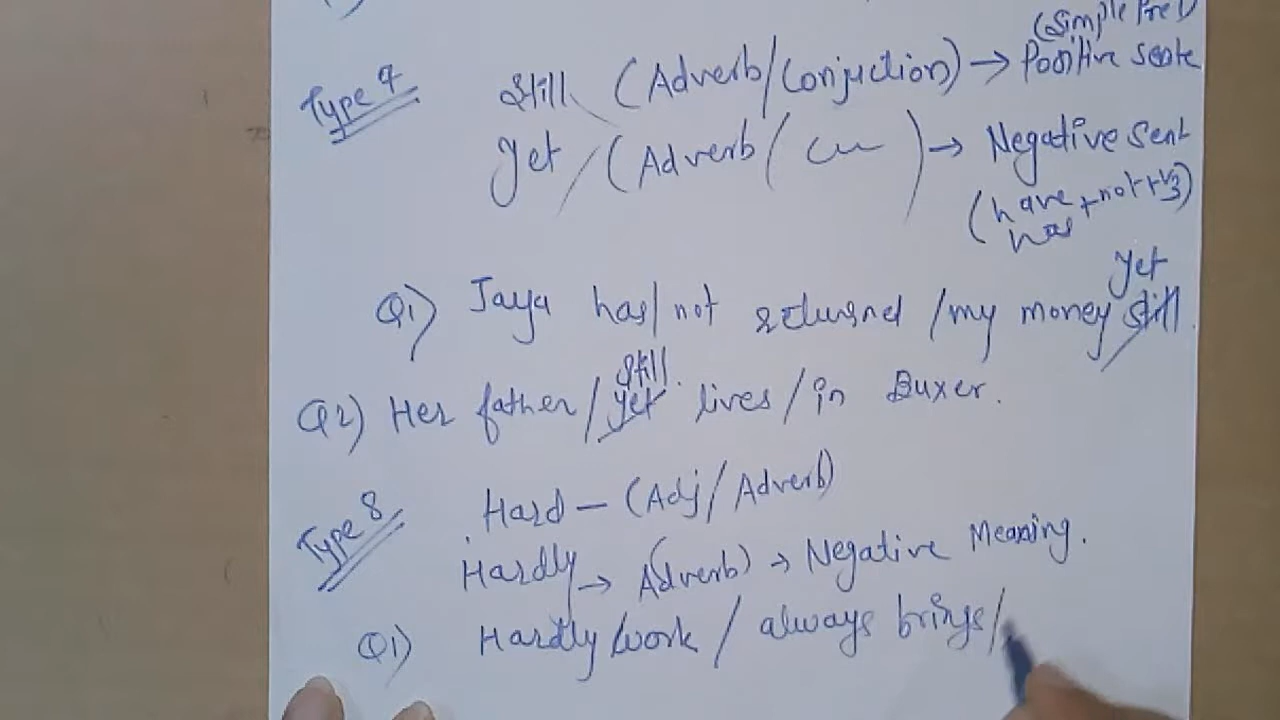 (Simple Pre)
Type 7 Still (Adverb/Conjuction) → Positive sente
Yet / (Adverb / ) → Negative Sent
(have + not + V3)
has
yet
Q1) Jaya has/not returned /my money still.
still.
Q2) Her father/yet lives/in Buxer.
Type 8 Hard – (Adj/Adverb)
Hardly → (Adverb) → Negative Meaning.
Q1) Hardly work / always brings/